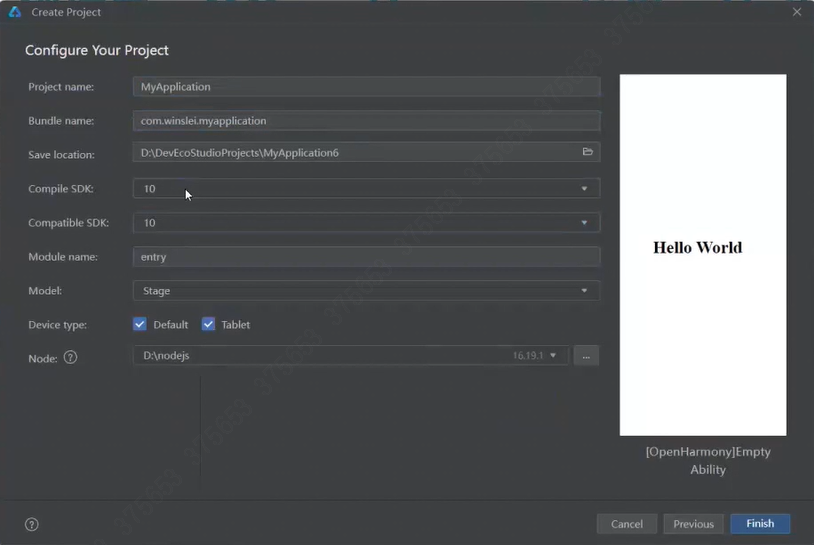 Create Project
Configure Your Project
Project name: MyApplication
Bundle name: com.winslei.myapplication
Save location: D:\DevEcoStudioProjects\MyApplication6
Compile SDK: 10
Compatible SDK: 10
Module name: entry
Model: Stage
Device type: Default Tablet
Node: ? D:\nodejs 16.19.1 ...
Hello World
[OpenHarmony]Empty
Ability
? Cancel Previous Finish